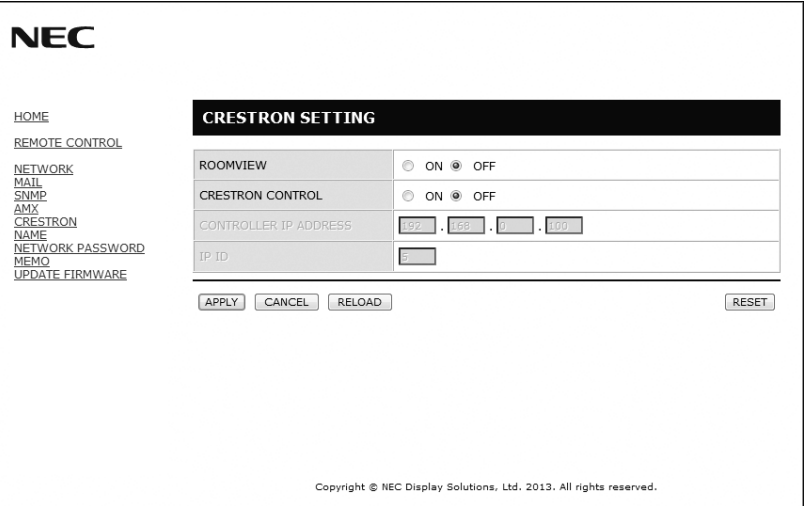 NEC
HOME
REMOTE CONTROL
NETWORK
MAIL
SNMP
AMX
CRESTRON
NAME
NETWORK PASSWORD
MEMO
UPDATE FIRMWARE
CRESTRON SETTING
ROOMVIEW ON OFF
CRESTRON CONTROL ON OFF
CONTROLLER IP ADDRESS 192 . 168 . 0 . 100
IP ID 5
APPLY CANCEL RELOAD RESET
Copyright © NEC Display Solutions, Ltd. 2013. All rights reserved.